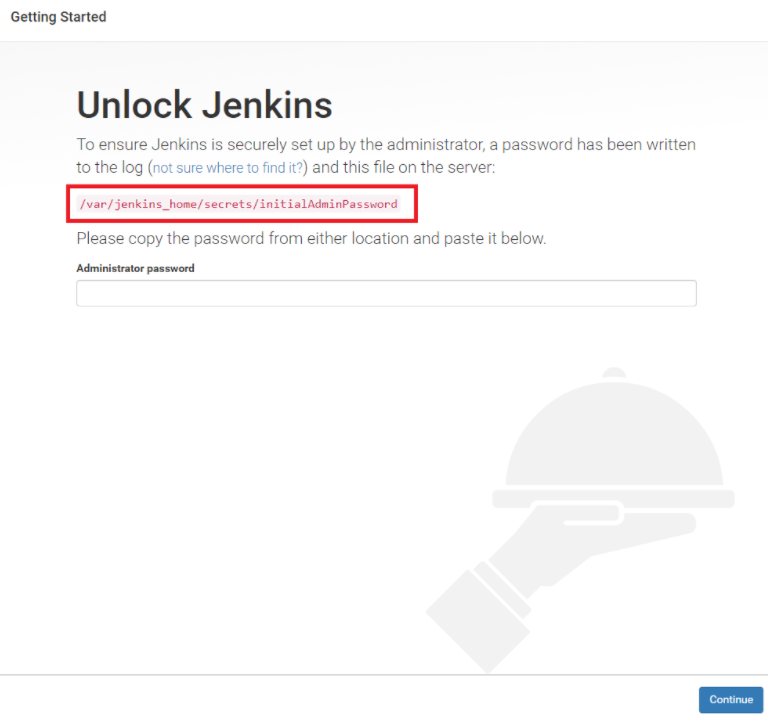 Getting Started
Unlock Jenkins
To ensure Jenkins is securely set up by the administrator, a password has been written
to the log (not sure where to find it?) and this file on the server:
/var/jenkins_home/secrets/initialAdminPassword
Please copy the password from either location and paste it below.
Administrator password
Continue